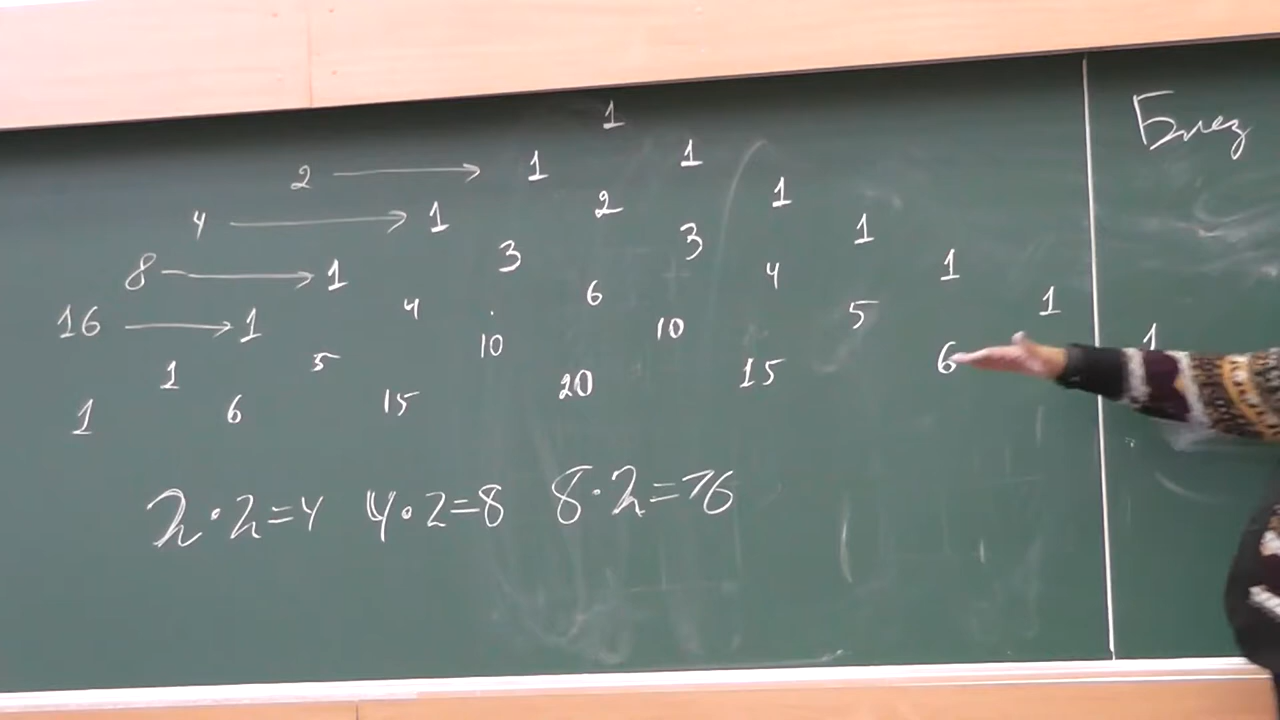 1
2 → 1 1
4 → 1 2 1
8 → 1 3 3 1
16 → 1 4 6 4 1
1 5 10 10 5 1
1 6 15 20 15 6 1
2·2=4 4·2=8 8·2=16
Блез